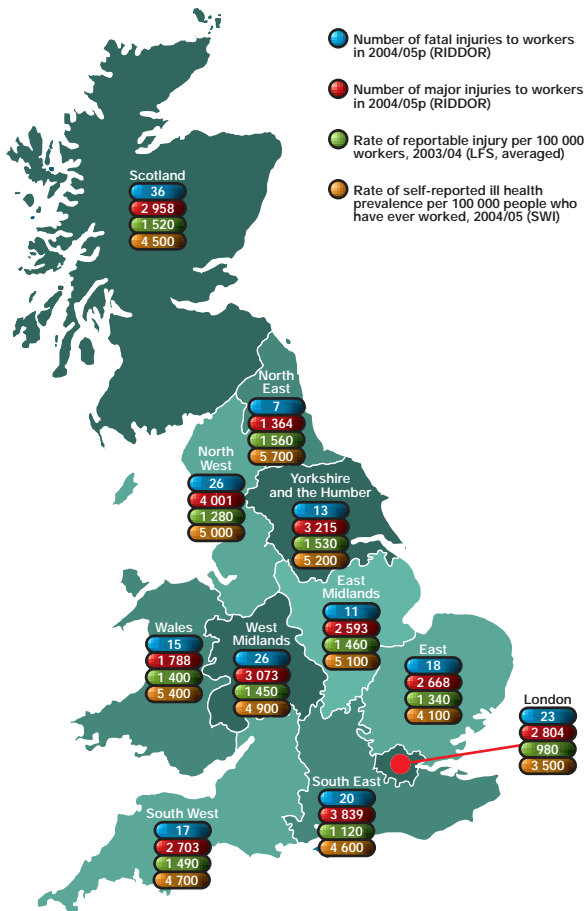 Number of fatal injuries to workers
in 2004/05p (RIDDOR)
Number of major injuries to workers
in 2004/05p (RIDDOR)
Rate of reportable injury per 100 000
workers, 2003/04 (LFS, averaged)
Rate of self-reported ill health
prevalence per 100 000 people who
have ever worked, 2004/05 (SWI)
Scotland
36
2 958
1 520
4 500
North
East
7
1 364
1 560
5 700
North
West
26
4 001
1 280
5 000
Yorkshire
and the Humber
13
3 215
1 530
5 200
East
Midlands
11
2 593
1 460
5 100
Wales
15
1 788
1 400
5 400
West
Midlands
26
3 073
1 450
4 900
East
18
2 668
1 340
4 100
London
23
2 804
980
3 500
South East
20
3 839
1 120
4 600
South West
17
2 703
1 490
4 700